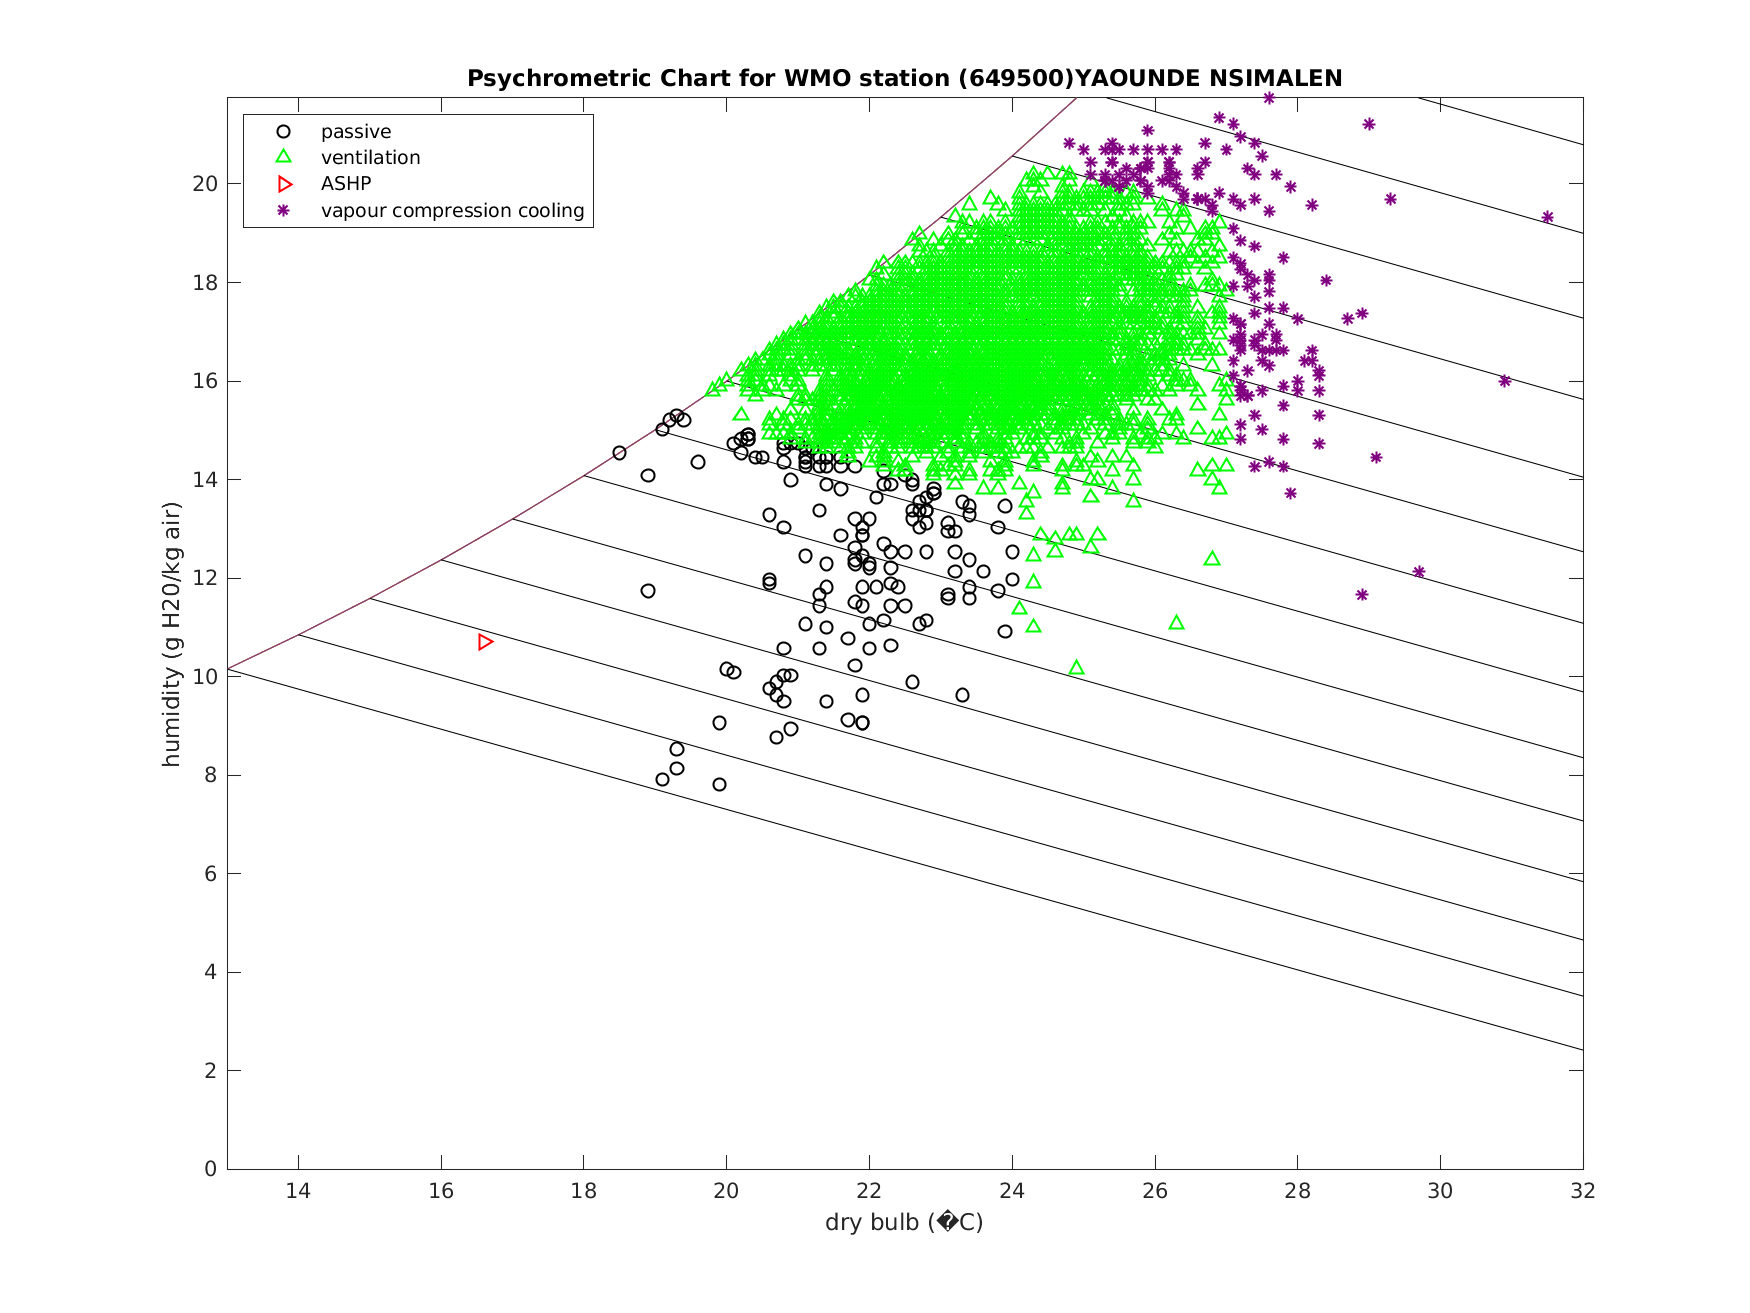 Psychrometric Chart for WMO station (649500)YAOUNDE NSIMALEN
passive
ventilation
ASHP
vapour compression cooling
humidity (g H20/kg air)
20
18
16
14
12
10
8
6
4
2
0
14 16 18 20 22 24 26 28 30 32
dry bulb (�C)